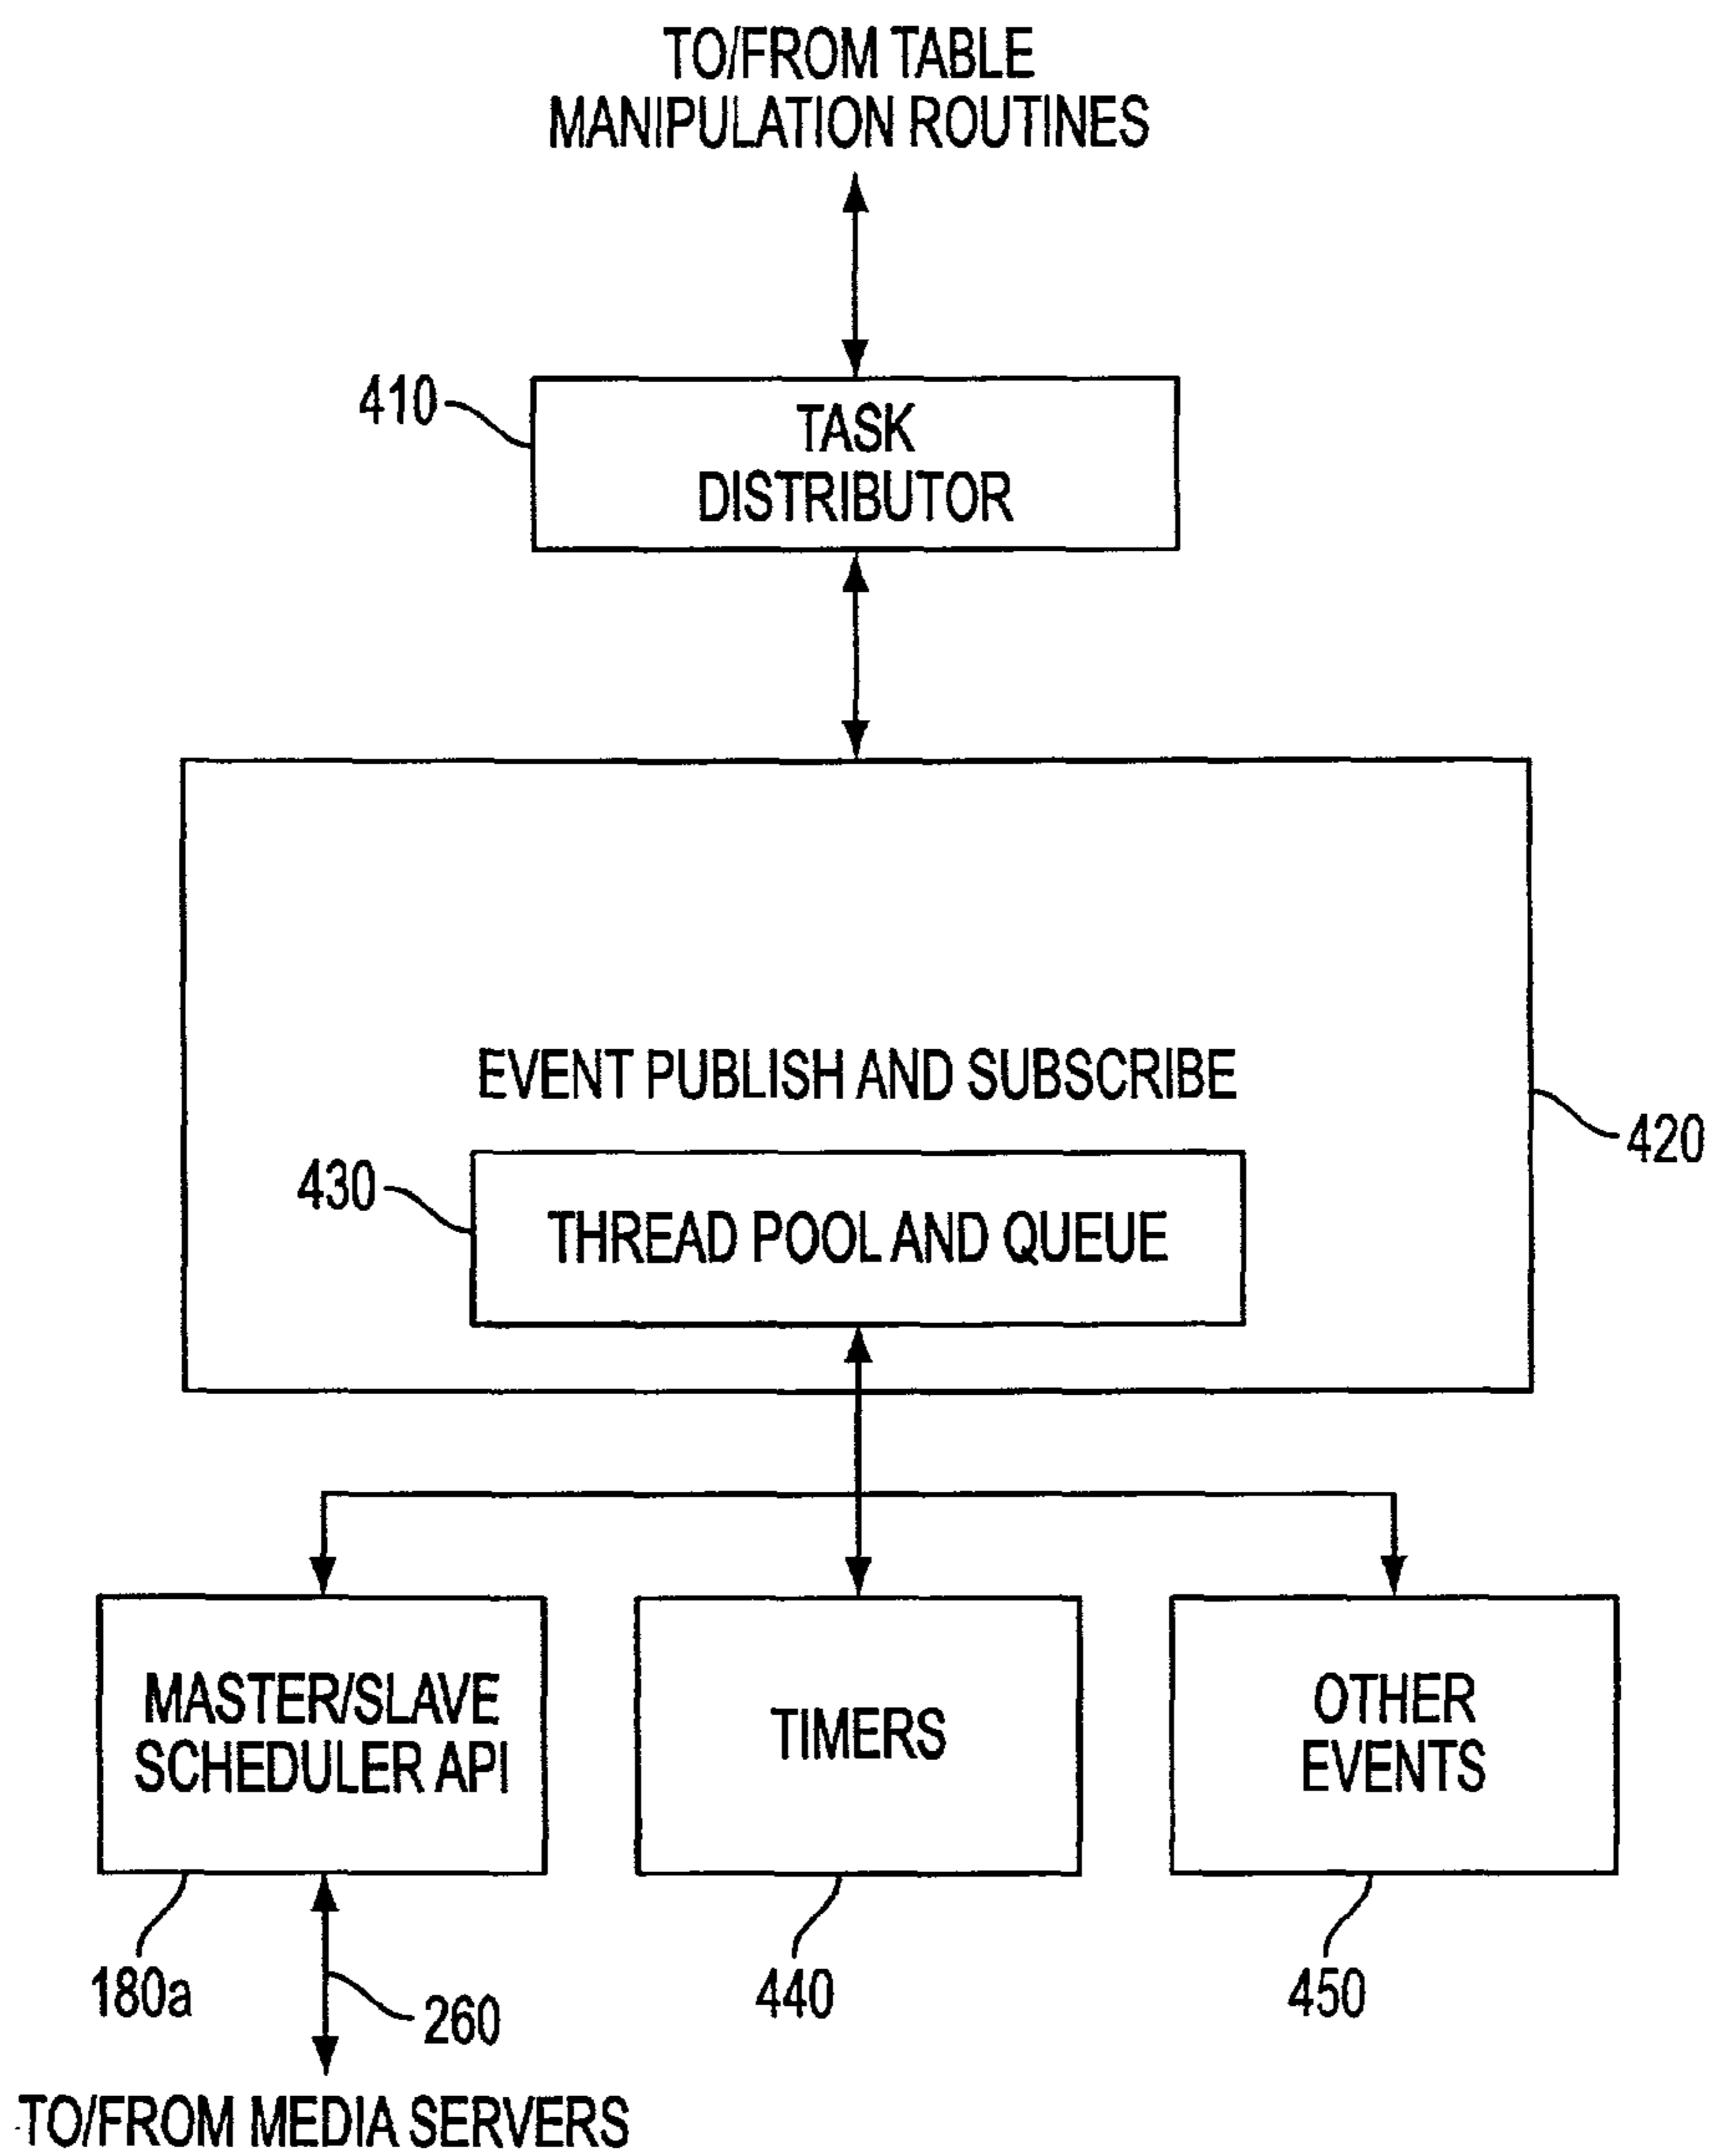 TO/FROM TABLE
MANIPULATION ROUTINES
410
TASK
DISTRIBUTOR
EVENT PUBLISH AND SUBSCRIBE
420
430
THREAD POOL AND QUEUE
MASTER/SLAVE
SCHEDULER API
TIMERS
OTHER
EVENTS
180a
260
440
450
TO/FROM MEDIA SERVERS